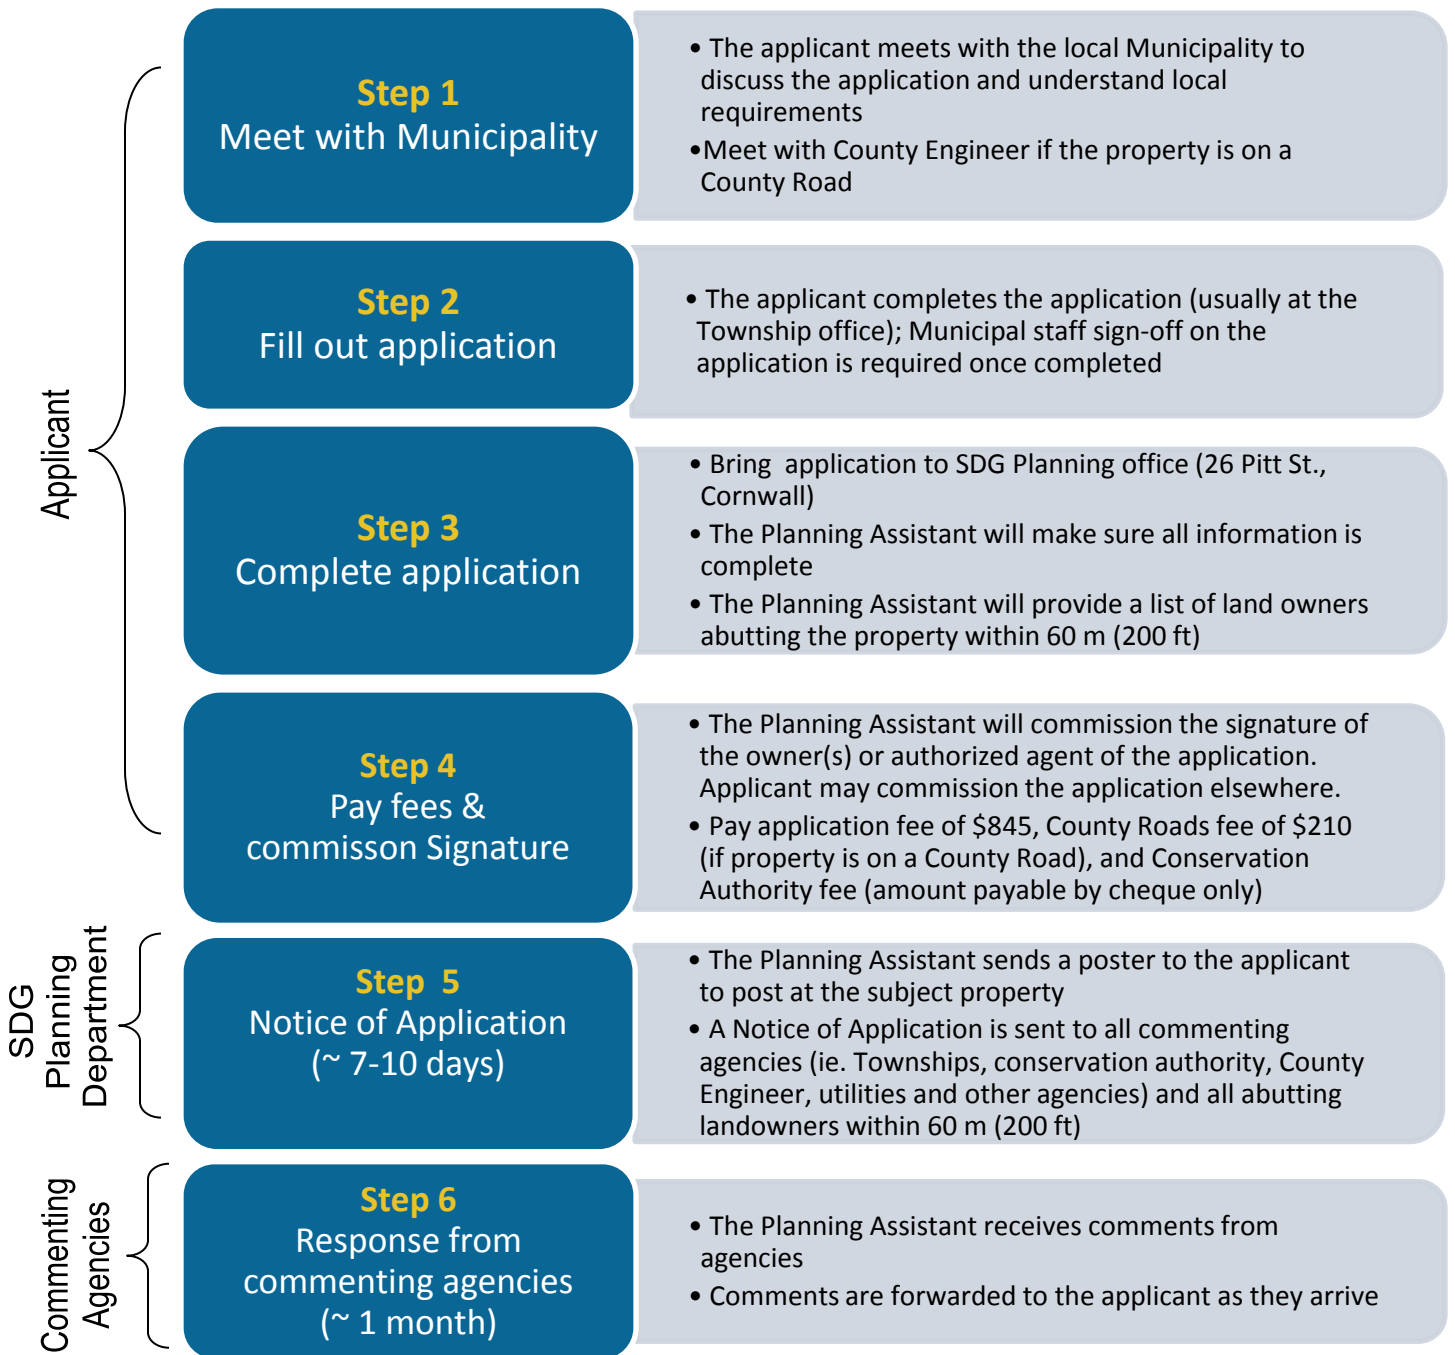 Applicant
Step 1
Meet with Municipality
• The applicant meets with the local Municipality to
discuss the application and understand local
requirements
•Meet with County Engineer if the property is on a
County Road
Step 2
Fill out application
• The applicant completes the application (usually at the
Township office); Municipal staff sign-off on the
application is required once completed
Step 3
Complete application
• Bring application to SDG Planning office (26 Pitt St.,
Cornwall)
• The Planning Assistant will make sure all information is
complete
• The Planning Assistant will provide a list of land owners
abutting the property within 60 m (200 ft)
Step 4
Pay fees &
commisson Signature
• The Planning Assistant will commission the signature of
the owner(s) or authorized agent of the application.
Applicant may commission the application elsewhere.
• Pay application fee of $845, County Roads fee of $210
(if property is on a County Road), and Conservation
Authority fee (amount payable by cheque only)
SDG
Planning
Department
Step 5
Notice of Application
(~ 7-10 days)
• The Planning Assistant sends a poster to the applicant
to post at the subject property
• A Notice of Application is sent to all commenting
agencies (ie. Townships, conservation authority, County
Engineer, utilities and other agencies) and all abutting
landowners within 60 m (200 ft)
Commenting
Agencies
Step 6
Response from
commenting agencies
(~ 1 month)
• The Planning Assistant receives comments from
agencies
• Comments are forwarded to the applicant as they arrive